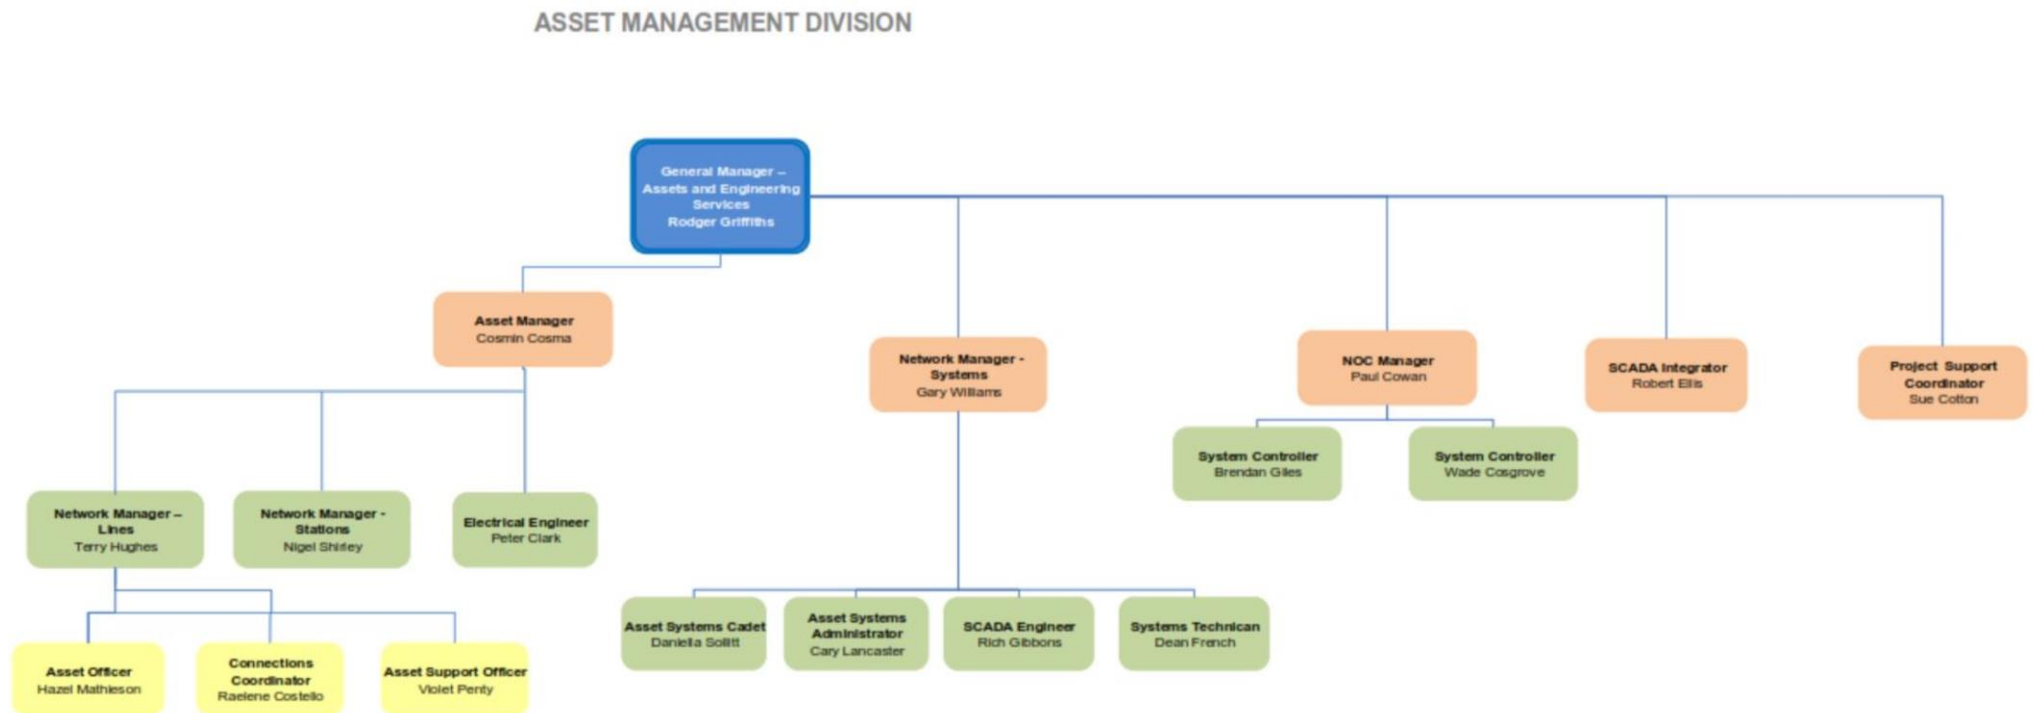 ASSET MANAGEMENT DIVISION
General Manager –
Assets and Engineering
Services
Rodger Griffiths
Asset Manager
Cosmin Cosma
Network Manager -
Systems
Gary Williams
NOC Manager
Paul Cowan
SCADA Integrator
Robert Ellis
Project Support
Coordinator
Sue Cotton
System Controller
Brendan Giles
System Controller
Wade Cosgrove
Network Manager –
Lines
Terry Hughes
Network Manager -
Stations
Nigel Shirley
Electrical Engineer
Peter Clark
Asset Systems Cadet
Daniella Sollitt
Asset Systems
Administrator
Cary Lancaster
SCADA Engineer
Rich Gibbons
Systems Technican
Dean French
Asset Officer
Hazel Mathieson
Connections
Coordinator
Raelene Costello
Asset Support Officer
Violet Penty